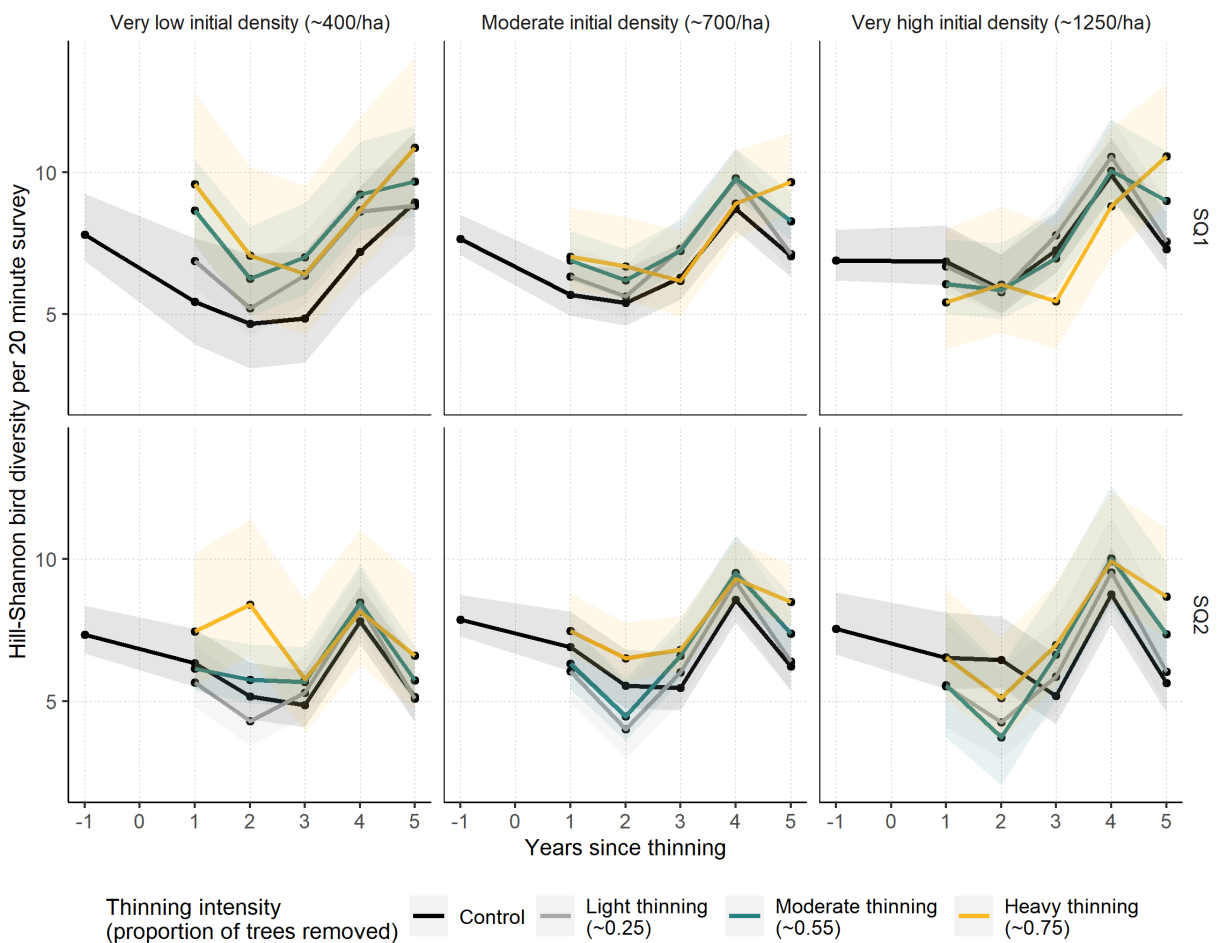 Very low initial density (~400/ha)
Moderate initial density (~700/ha)
Very high initial density (~1250/ha)
Hill-Shannon bird diversity per 20 minute survey
10
5
SQ1
10
5
SQ2
-1 0 1 2 3 4 5
-1 0 1 2 3 4 5
-1 0 1 2 3 4 5
Years since thinning
Thinning intensity
(proportion of trees removed)
Control
Light thinning
(~0.25)
Moderate thinning
(~0.55)
Heavy thinning
(~0.75)